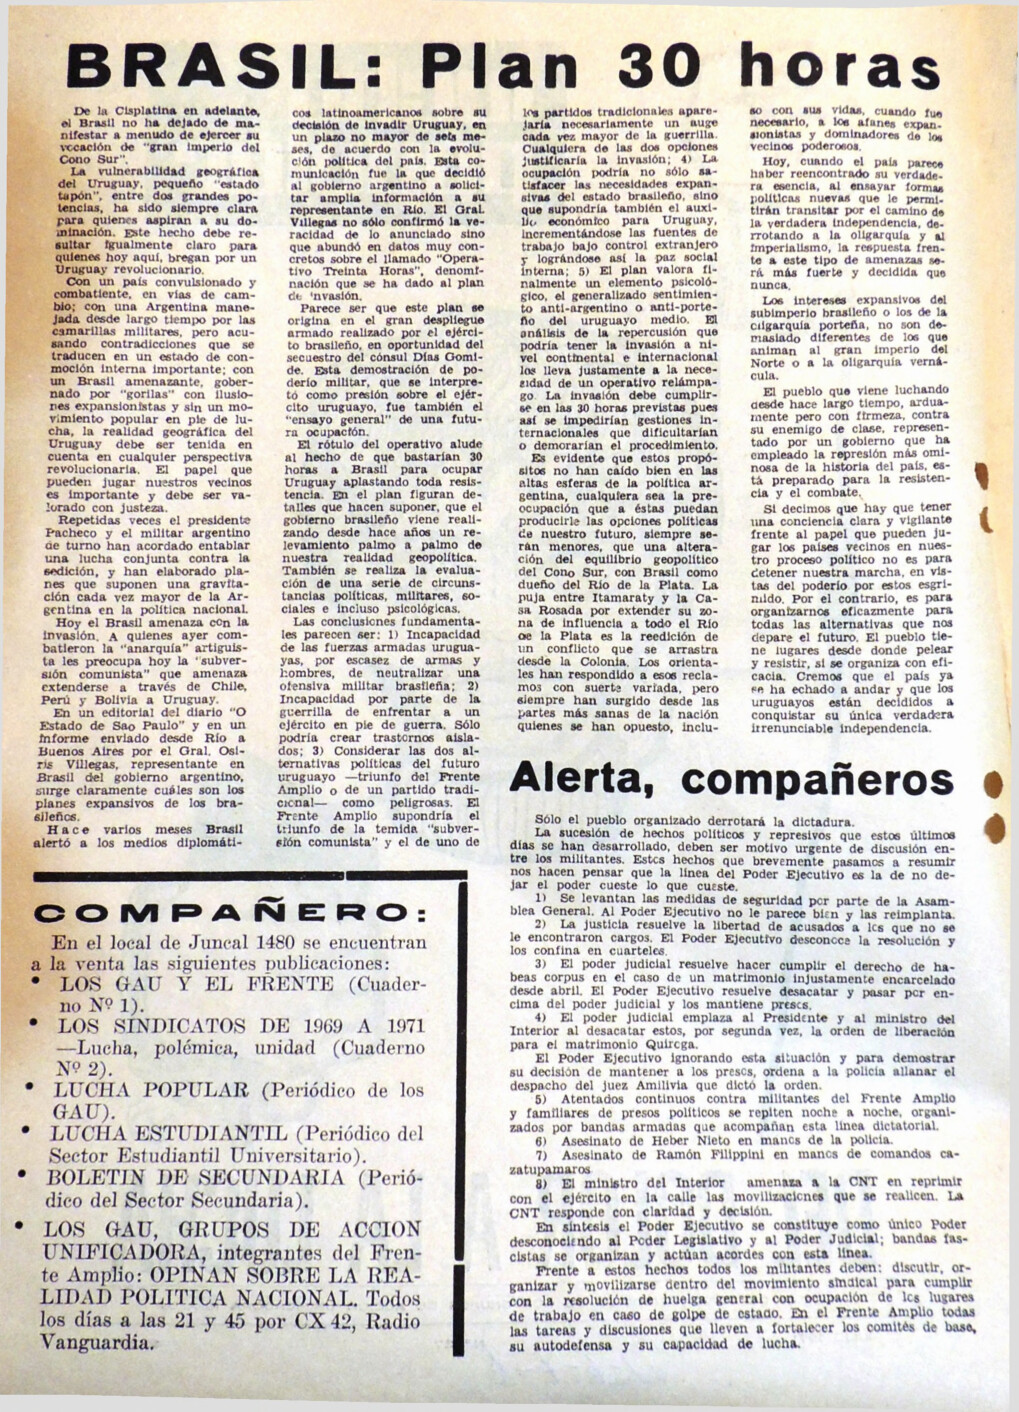 BRASIL: Plan 30 horas
De la Cisplatina en adelante,
el Brasil no ha dejado de ma-
nifestar a menudo de ejercer su
vocación de "gran imperio del
Cono Sur".
La vulnerabilidad geográfica
del Uruguay, pequeño "estado
tapón", entre dos grandes po-
tencias, ha sido siempre clara
para quienes aspiran a su do-
minación. Este hecho debe re-
sultar igualmente claro para
quienes hoy aquí, bregan por un
Uruguay revolucionario.
Con un país convulsionado y
combatiente, en vías de cam-
bio; con una Argentina mane-
jada desde largo tiempo por las
camarillas militares, pero acu-
sando contradicciones que se
traducen en un estado de con-
moción interna importante; con
un Brasil amenazante, gober-
nado por "gorilas" con ilusio-
nes expansionistas y sin un mo-
vimiento popular en pie de lu-
cha, la realidad geográfica del
Uruguay debe ser tenida en
cuenta en cualquier perspectiva
revolucionaria. El papel que
pueden jugar nuestros vecinos
es importante y debe ser va-
lorado con justeza.
Repetidas veces el presidente
Pacheco y el militar argentino
de turno han acordado entablar
una lucha conjunta contra la
sedición, y han elaborado pla-
nes que suponen una gravita-
ción cada vez mayor de la Ar-
gentina en la política nacional.
Hoy el Brasil amenaza con la
invasión. A quienes ayer com-
batieron la "anarquía" artiguis-
ta les preocupa hoy la "subver-
sión comunista" que amenaza
extenderse a través de Chile,
Perú y Bolivia a Uruguay.
En un editorial del diario "O
Estado de Sao Paulo" y en un
informe enviado desde Río a
Buenos Aires por el Gral. Osi-
ris Villegas, representante en
Brasil del gobierno argentino,
surge claramente cuáles son los
planes expansivos de los bra-
sileños.
Hace varios meses Brasil
alertó a los medios diplomáti-
cos latinoamericanos sobre su
decisión de invadir Uruguay, en
un plazo no mayor de seis me-
ses, de acuerdo con la evolu-
ción política del país. Esta co-
municación fue la que decidió
al gobierno argentino a solici-
tar amplia información a su
representante en Río. El Gral.
Villegas no sólo confirmó la ve-
racidad de lo anunciado sino
que abundó en datos muy con-
cretos sobre el llamado "Opera-
tivo Treinta Horas", denomi-
nación que se ha dado al plan
de invasión.
Parece ser que este plan se
origina en el gran despliegue
armado realizado por el ejérci-
to brasileño, en oportunidad del
secuestro del cónsul Días Gomi-
de. Esta demostración de po-
derío militar, que se interpre-
tó como presión sobre el ejér-
cito uruguayo, fue también el
"ensayo general" de una futu-
ra ocupación.
El rótulo del operativo alude
al hecho de que bastarían 30
horas a Brasil para ocupar
Uruguay aplastando toda resis-
tencia. En el plan figuran de-
talles que hacen suponer, que el
gobierno brasileño viene reali-
zando desde hace años un re-
levamiento palmo a palmo de
nuestra realidad geopolítica.
También se realiza la evalua-
ción de una serie de circuns-
tancias políticas, militares, so-
ciales e incluso psicológicas.
Las conclusiones fundamenta-
les parecen ser: 1) Incapacidad
de las fuerzas armadas urugua-
yas, por escasez de armas y
hombres, de neutralizar una
ofensiva militar brasileña; 2)
Incapacidad por parte de la
guerrilla de enfrentar a un
ejército en pie de guerra. Sólo
podría crear trastornos aisla-
dos; 3) Considerar las dos al-
ternativas políticas del futuro
uruguayo —triunfo del Frente
Amplio o de un partido tradi-
cional— como peligrosas. El
Frente Amplio supondría el
triunfo de la temida "subver-
sión comunista" y el de uno de
los partidos tradicionales apare-
jaría necesariamente un auge
cada vez mayor de la guerrilla.
Cualquiera de las dos opciones
justificaría la invasión; 4) La
ocupación podría no sólo sa-
tisfacer las necesidades expan-
sivas del estado brasileño, sino
que supondría también el auxi-
lio económico para Uruguay,
incrementándose las fuentes de
trabajo bajo control extranjero
y lográndose así la paz social
interna; 5) El plan valora fi-
nalmente un elemento psicoló-
gico, el generalizado sentimien-
to anti-argentino o anti-porte-
ño del uruguayo medio. El
análisis de la repercusión que
podría tener la invasión a ni-
vel continental e internacional
los lleva justamente a la nece-
sidad de un operativo relámpa-
go. La invasión debe cumplir-
se en las 30 horas previstas pues
así se impedirían gestiones in-
ternacionales que dificultarían
o demorarían el procedimiento.
Es evidente que estos propó-
sitos no han caído bien en las
altas esferas de la política ar-
gentina, cualquiera sea la pre-
ocupación que a éstas puedan
producirle las opciones políticas
de nuestro futuro, siempre se-
rán menores, que una altera-
ción del equilibrio geopolítico
del Cono Sur, con Brasil como
dueño del Río de la Plata. La
puja entre Itamaraty y la Ca-
sa Rosada por extender su zo-
na de influencia a todo el Río
de la Plata es la reedición de
un conflicto que se arrastra
desde la Colonia. Los orienta-
les han respondido a esos recla-
mos con suerte variada, pero
siempre han surgido desde las
partes más sanas de la nación
quienes se han opuesto, inclu-
so con sus vidas, cuando fue
necesario, a los afanes expan-
sionistas y dominadores de los
vecinos poderosos.
Hoy, cuando el país parece
haber reencontrado su verdade-
ra esencia, al ensayar formas
políticas nuevas que le permi-
tirán transitar por el camino de
la verdadera independencia, de-
rrotando a la oligarquía y al
imperialismo, la respuesta fren-
te a este tipo de amenazas se-
rá más fuerte y decidida que
nunca.
Los intereses expansivos del
subimperio brasileño o los de la
oligarquía porteña, no son de-
masiado diferentes de los que
animan al gran imperio del
Norte o a la oligarquía verná-
cula.
El pueblo que viene luchando
desde hace largo tiempo, ardua-
mente pero con firmeza, contra
su enemigo de clase, represen-
tado por un gobierno que ha
empleado la represión más omi-
nosa de la historia del país, es-
tá preparado para la resisten-
cia y el combate.
Si decimos que hay que tener
una conciencia clara y vigilante
frente al papel que pueden ju-
gar los países vecinos en nues-
tro proceso político no es para
detener nuestra marcha, en vis-
tas del poderío por estos esgri-
mido. Por el contrario, es para
organizarnos eficazmente para
todas las alternativas que nos
depare el futuro. El pueblo tie-
ne lugares desde donde pelear
y resistir, si se organiza con efi-
cacia. Cremos que el país ya
se ha echado a andar y que los
uruguayos están decididos a
conquistar su única verdadera
irrenunciable independencia.
Alerta, compañeros
Sólo el pueblo organizado derrotará la dictadura.
La sucesión de hechos políticos y represivos que estos últimos
días se han desarrollado, deben ser motivo urgente de discusión en-
tre los militantes. Estos hechos que brevemente pasamos a resumir
nos hacen pensar que la línea del Poder Ejecutivo es la de no de-
jar el poder cueste lo que cueste.
1) Se levantan las medidas de seguridad por parte de la Asam-
blea General. Al Poder Ejecutivo no le parece bien y las reimplanta.
2) La justicia resuelve la libertad de acusados a los que no se
le encontraron cargos. El Poder Ejecutivo desconoce la resolución y
los confina en cuarteles.
3) El poder judicial resuelve hacer cumplir el derecho de ha-
beas corpus en el caso de un matrimonio injustamente encarcelado
desde abril. El Poder Ejecutivo resuelve desacatar y pasar por en-
cima del poder judicial y los mantiene presos.
4) El poder judicial emplaza al Presidente y al ministro del
Interior al desacatar estos, por segunda vez, la orden de liberación
para el matrimonio Quiroga.
El Poder Ejecutivo ignorando esta situación y para demostrar
su decisión de mantener a los presos, ordena a la policía allanar el
despacho del juez Amilivia que dictó la orden.
5) Atentados continuos contra militantes del Frente Amplio
y familiares de presos políticos se repiten noche a noche, organi-
zados por bandas armadas que acompañan esta línea dictatorial.
6) Asesinato de Heber Nieto en manos de la policía.
7) Asesinato de Ramón Filippini en manos de comandos ca-
zatupamaros
8) El ministro del Interior amenaza a la CNT en reprimir
con el ejército en la calle las movilizaciones que se realicen. La
CNT responde con claridad y decisión.
En síntesis el Poder Ejecutivo se constituye como único Poder
desconociendo al Poder Legislativo y al Poder Judicial; bandas fas-
cistas se organizan y actúan acordes con esta línea.
Frente a estos hechos todos los militantes deben: discutir, or-
ganizar y movilizarse dentro del movimiento sindical para cumplir
con la resolución de huelga general con ocupación de los lugares
de trabajo en caso de golpe de estado. En el Frente Amplio todas
las tareas y discusiones que lleven a fortalecer los comités de base,
su autodefensa y su capacidad de lucha.
COMPAÑERO:
En el local de Juncal 1480 se encuentran
a la venta las siguientes publicaciones:
• LOS GAU Y EL FRENTE (Cuader-
no Nº 1).
• LOS SINDICATOS DE 1969 A 1971
—Lucha, polémica, unidad (Cuaderno
Nº 2).
• LUCHA POPULAR (Periódico de los
GAU).
• LUCHA ESTUDIANTIL (Periódico del
Sector Estudiantil Universitario).
• BOLETIN DE SECUNDARIA (Perió-
dico del Sector Secundaria).
• LOS GAU, GRUPOS DE ACCION
UNIFICADORA, integrantes del Fren-
te Amplio: OPINAN SOBRE LA REA-
LIDAD POLITICA NACIONAL. Todos
los días a las 21 y 45 por CX 42, Radio
Vanguardia.